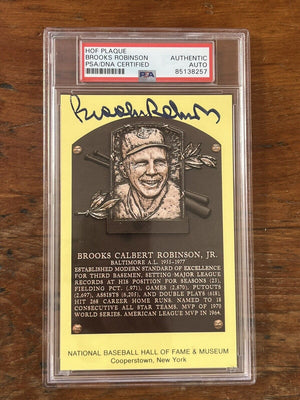 HOF PLAQUE
BROOKS ROBINSON
PSA/DNA CERTIFIED
AUTHENTIC
AUTO
85138257
PSA
Brooks Robinson
BROOKS CALBERT ROBINSON, JR.
BALTIMORE A.L. 1955-1977
ESTABLISHED MODERN STANDARD OF EXCELLENCE
FOR THIRD BASEMEN, SETTING MAJOR LEAGUE
RECORDS AT HIS POSITION FOR SEASONS (23),
FIELDING PCT. (.971), GAMES (2,870), PUTOUTS
(2,697), ASSISTS (6,205), AND DOUBLE PLAYS (618).
HIT 268 CAREER HOME RUNS. NAMED TO 18
CONSECUTIVE ALL STAR TEAMS. MVP OF 1970
WORLD SERIES. AMERICAN LEAGUE MVP IN 1964.
NATIONAL BASEBALL HALL OF FAME & MUSEUM
Cooperstown, New York